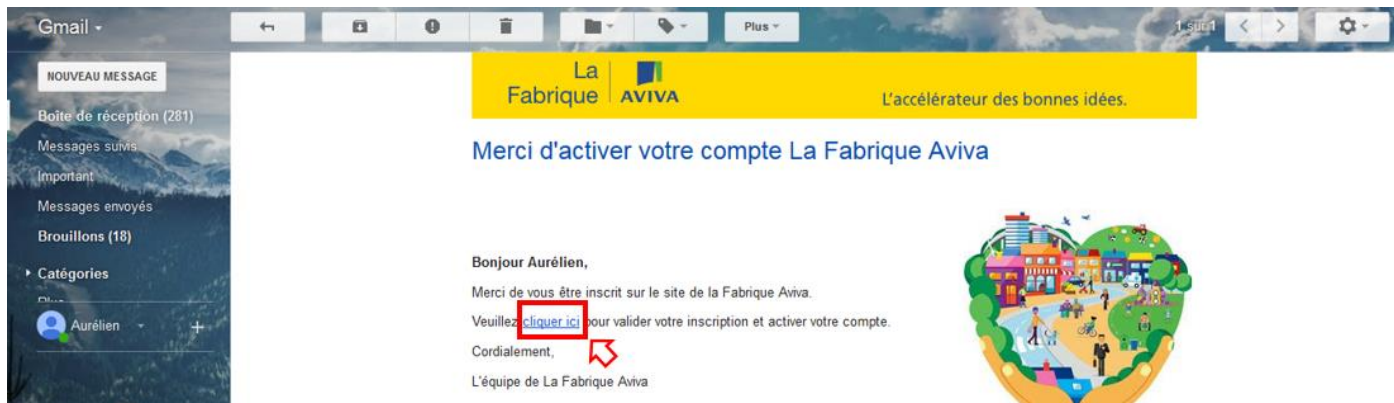 Gmail
Plus
1 sur 1
NOUVEAU MESSAGE
Boîte de réception (281)
Messages suivis
Important
Messages envoyés
Brouillons (18)
Catégories
Plus
Aurélien
La
Fabrique
AVIVA
L'accélérateur des bonnes idées.
Merci d'activer votre compte La Fabrique Aviva
Bonjour Aurélien,
Merci de vous être inscrit sur le site de la Fabrique Aviva.
Veuillez cliquer ici pour valider votre inscription et activer votre compte.
Cordialement,
L'équipe de La Fabrique Aviva